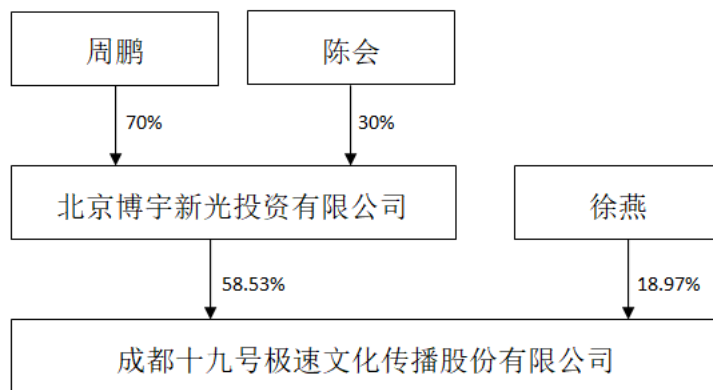 周鹏
陈会
70%
30%
北京博宇新光投资有限公司
徐燕
58.53%
18.97%
成都十九号极速文化传播股份有限公司